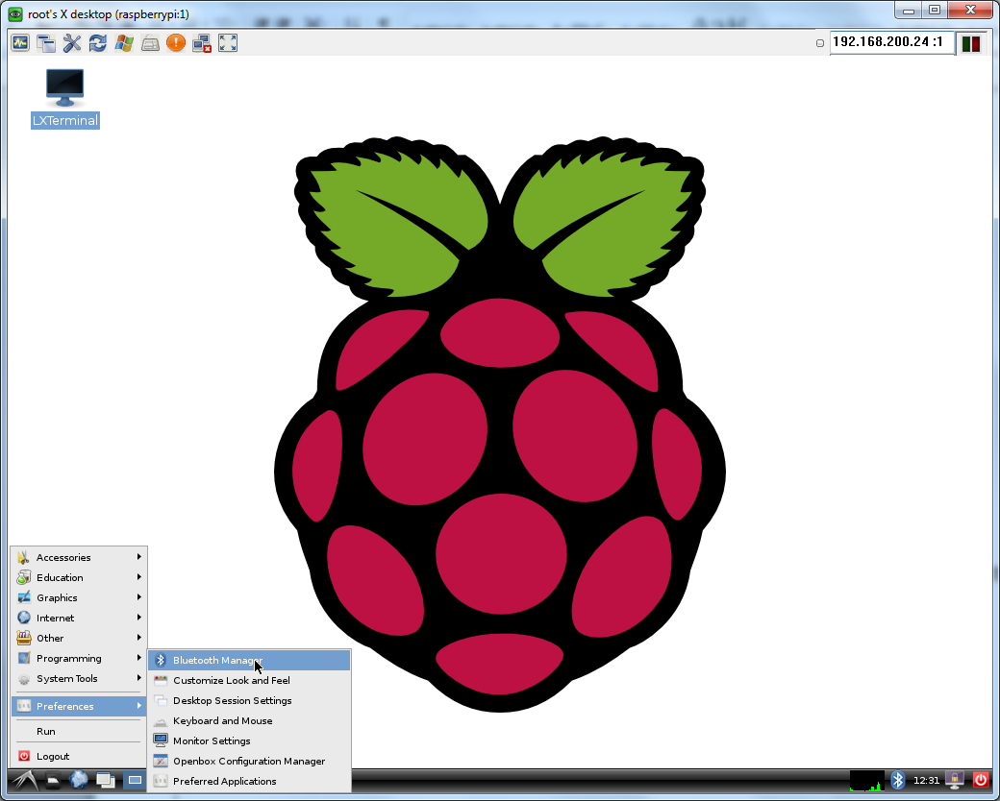 root's X desktop (raspberrypi:1)
192.168.200.24 :1
LXTerminal
Accessories
Education
Graphics
Internet
Other
Programming
System Tools
Preferences
Run
Logout
Bluetooth Manager
Customize Look and Feel
Desktop Session Settings
Keyboard and Mouse
Monitor Settings
Openbox Configuration Manager
Preferred Applications
12:31